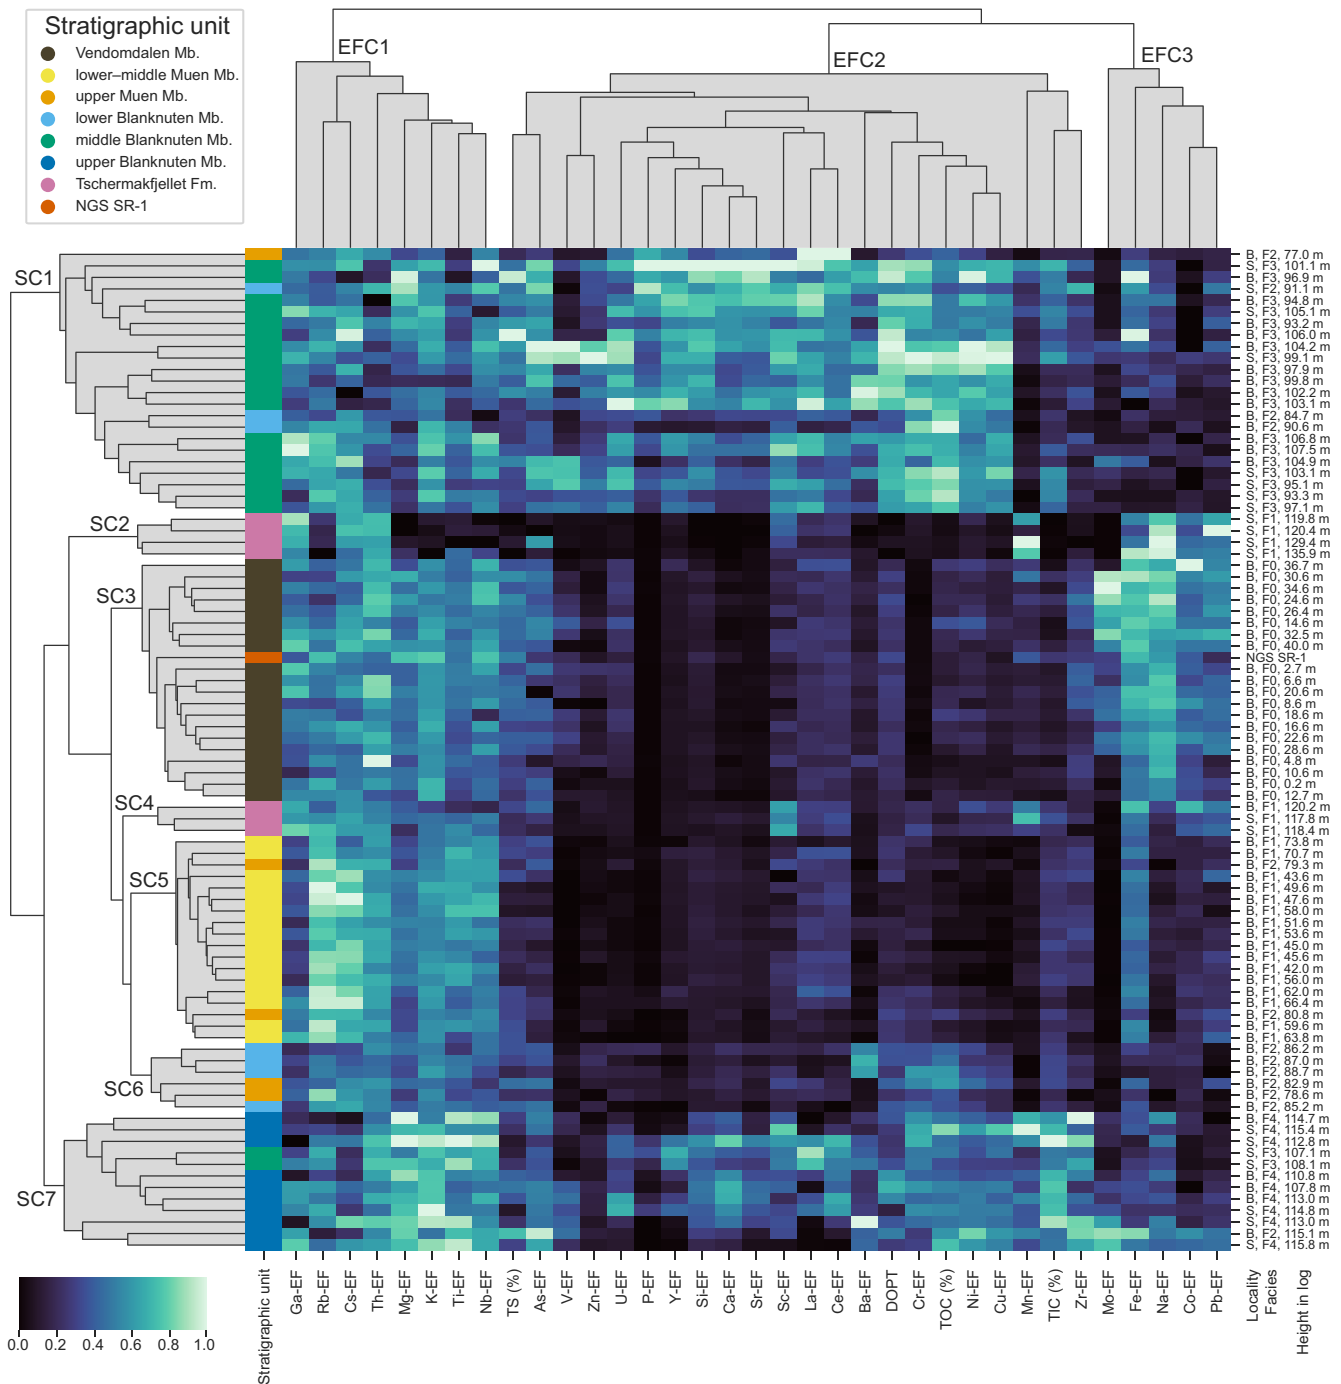 Stratigraphic unit
Vendomdalen Mb.
lower–middle Muen Mb.
upper Muen Mb.
lower Blanknuten Mb.
middle Blanknuten Mb.
upper Blanknuten Mb.
Tschermakfjellet Fm.
NGS SR-1
EFC1
EFC2
EFC3
SC1
SC2
SC3
SC4
SC5
SC6
SC7
B, F2, 77.0 m
S, F3, 101.1 m
B, F3, 96.9 m
S, F2, 91.1 m
B, F3, 94.8 m
S, F3, 105.1 m
B, F3, 93.2 m
B, F3, 106.0 m
B, F3, 104.2 m
S, F3, 99.1 m
B, F3, 97.9 m
B, F3, 99.8 m
B, F3, 102.2 m
B, F3, 103.1 m
B, F2, 84.7 m
B, F2, 90.6 m
B, F3, 106.8 m
B, F3, 107.5 m
B, F3, 104.9 m
S, F3, 103.1 m
S, F3, 95.1 m
S, F3, 93.3 m
S, F3, 97.1 m
S, F1, 119.8 m
S, F1, 120.4 m
S, F1, 129.4 m
S, F1, 135.9 m
B, F0, 36.7 m
B, F0, 30.6 m
B, F0, 34.6 m
B, F0, 24.6 m
B, F0, 26.4 m
B, F0, 14.6 m
B, F0, 32.5 m
B, F0, 40.0 m
NGS SR-1
B, F0, 2.7 m
B, F0, 6.6 m
B, F0, 20.6 m
B, F0, 8.6 m
B, F0, 18.6 m
B, F0, 16.6 m
B, F0, 22.6 m
B, F0, 28.6 m
B, F0, 4.8 m
B, F0, 10.6 m
B, F0, 0.2 m
B, F0, 12.7 m
B, F1, 120.2 m
S, F1, 117.8 m
S, F1, 118.4 m
B, F1, 73.8 m
B, F1, 70.7 m
B, F2, 79.3 m
B, F1, 43.6 m
B, F1, 49.6 m
B, F1, 47.6 m
B, F1, 58.0 m
B, F1, 51.6 m
B, F1, 53.6 m
B, F1, 45.0 m
B, F1, 45.6 m
B, F1, 42.0 m
B, F1, 56.0 m
B, F1, 62.0 m
B, F1, 66.4 m
B, F2, 80.8 m
B, F1, 59.6 m
B, F1, 63.8 m
B, F2, 86.2 m
B, F2, 87.0 m
B, F2, 88.7 m
B, F2, 82.9 m
B, F2, 78.6 m
B, F2, 85.2 m
B, F4, 114.7 m
S, F4, 115.4 m
S, F4, 112.8 m
S, F3, 107.1 m
S, F3, 108.1 m
B, F4, 110.8 m
B, F4, 107.8 m
B, F4, 113.0 m
S, F4, 114.8 m
S, F4, 113.0 m
B, F2, 115.1 m
S, F4, 115.8 m
0.0
0.2
0.4
0.6
0.8
1.0
Stratigraphic unit
Ga-EF
Rb-EF
Cs-EF
Th-EF
Mg-EF
K-EF
Ti-EF
Nb-EF
TS (%)
As-EF
V-EF
Zn-EF
U-EF
P-EF
Y-EF
Si-EF
Ca-EF
Sr-EF
Sc-EF
La-EF
Ce-EF
Ba-EF
DOPT
Cr-EF
TOC (%)
Ni-EF
Cu-EF
Mn-EF
TIC (%)
Zr-EF
Mo-EF
Fe-EF
Na-EF
Co-EF
Pb-EF
Locality
Facies
Height in log